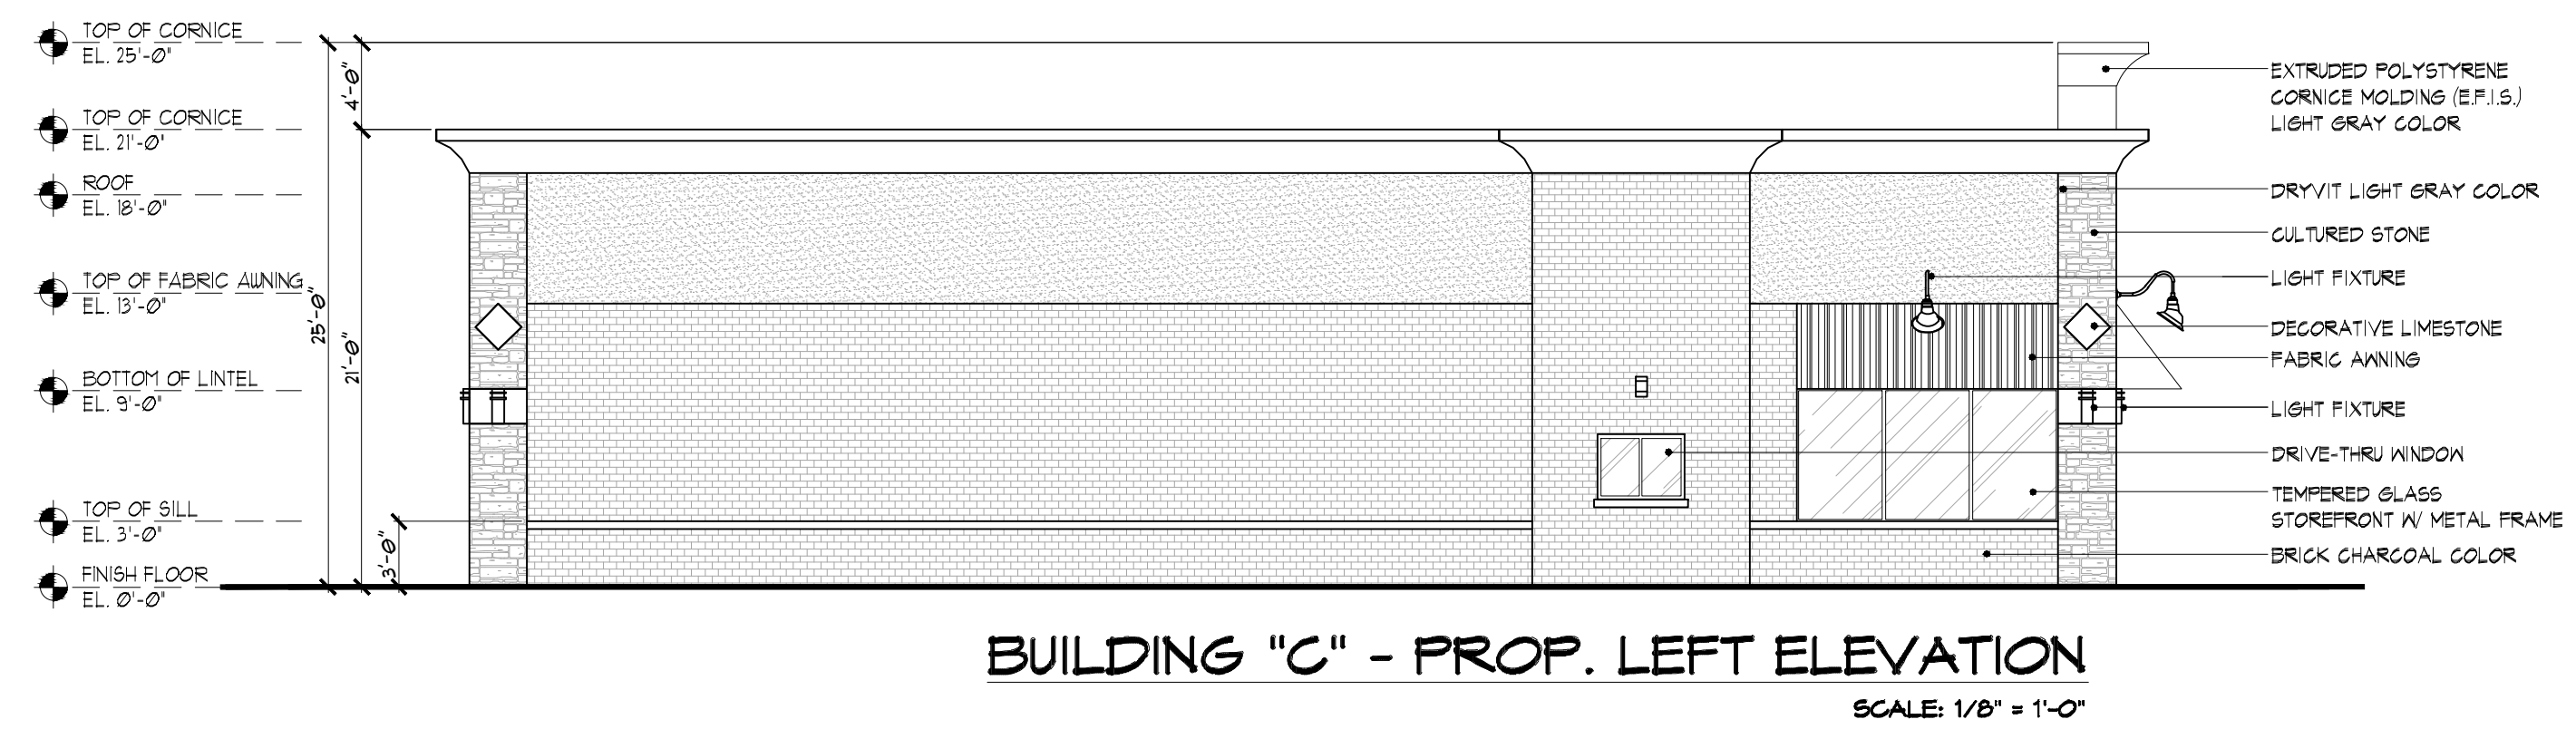 TOP OF CORNICE
EL. 25'-0"
TOP OF CORNICE
EL. 21'-0'
ROOF
EL. 18'-0"
TOP OF FABRIC AWNING
EL. 13'-0"
BOTTOM OF LINTEL
EL. 9'-0"
TOP OF SILL
EL. 3'-0"
FINISH FLOOR
EL. 0'-0"
25'-0"
4'-0"
21'-0"
3'-0"
EXTRUDED POLYSTYRENE
CORNICE MOLDING (E.F.I.S.)
LIGHT GRAY COLOR
DRYVIT LIGHT GRAY COLOR
CULTURED STONE
LIGHT FIXTURE
DECORATIVE LIMESTONE
FABRIC AWNING
LIGHT FIXTURE
DRIVE-THRU WINDOW
TEMPERED GLASS
STOREFRONT W/ METAL FRAME
BRICK CHARCOAL COLOR
BUILDING "C" - PROP. LEFT ELEVATION
SCALE: 1/8" = 1'-0"